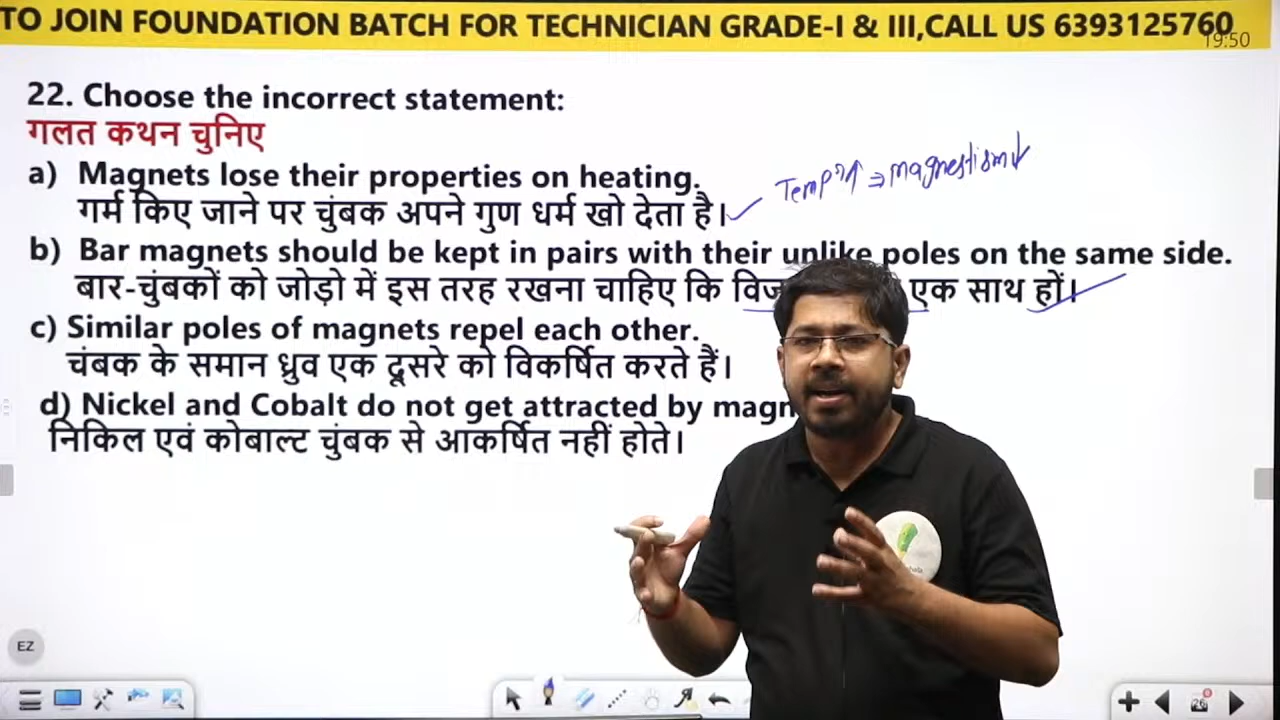 TO JOIN FOUNDATION BATCH FOR TECHNICIAN GRADE-I & III,CALL US 6393125760
19:50
22. Choose the incorrect statement:
गलत कथन चुनिए
a) Magnets lose their properties on heating.
Temp↑ ⇒ magnestism↓
गर्म किए जाने पर चुंबक अपने गुण धर्म खो देता है।
b) Bar magnets should be kept in pairs with their unlike poles on the same side.
बार-चुंबकों को जोड़ो में इस तरह रखना चाहिए कि एक साथ हों।
c) Similar poles of magnets repel each other.
चंबक के समान ध्रुव एक दूसरे को विकर्षित करते हैं।
d) Nickel and Cobalt do not get attracted by
निकिल एवं कोबाल्ट चुंबक से आकर्षित नहीं होते।
EZ
26